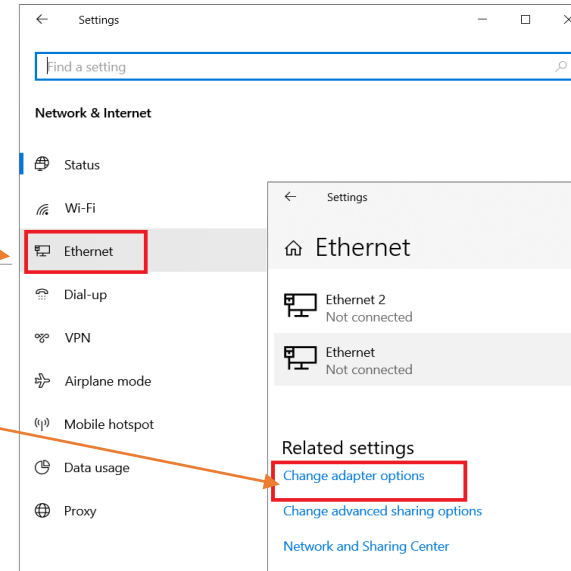 Settings
Find a setting
Network & Internet
Status
Wi-Fi
Ethernet
Dial-up
VPN
Airplane mode
Mobile hotspot
Data usage
Proxy
Settings
Ethernet
Ethernet 2
Not connected
Ethernet
Not connected
Related settings
Change adapter options
Change advanced sharing options
Network and Sharing Center